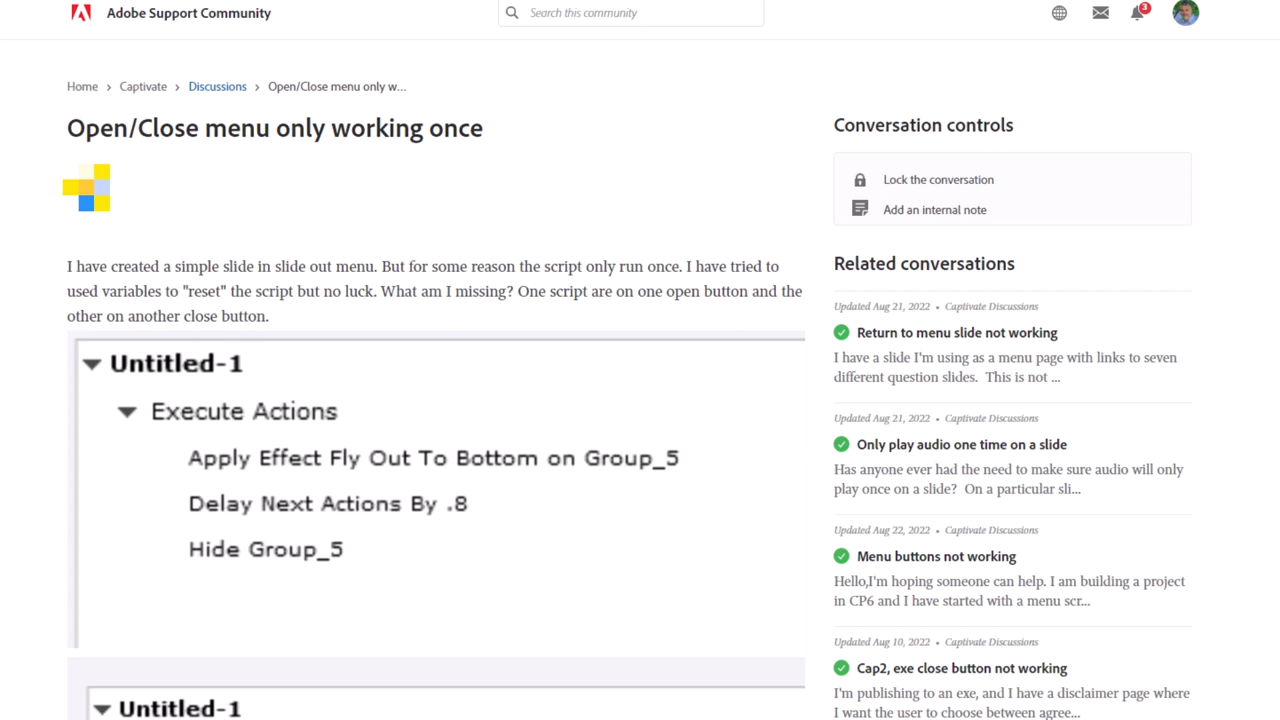 Adobe Support Community
Search this community
3
Home > Captivate > Discussions > Open/Close menu only w...
Open/Close menu only working once
I have created a simple slide in slide out menu. But for some reason the script only run once. I have tried to
used variables to "reset" the script but no luck. What am I missing? One script are on one open button and the
other on another close button.
Untitled-1
Execute Actions
Apply Effect Fly Out To Bottom on Group_5
Delay Next Actions By .8
Hide Group_5
Untitled-1
Conversation controls
Lock the conversation
Add an internal note
Related conversations
Updated Aug 21, 2022 • Captivate Discussions
Return to menu slide not working
I have a slide I'm using as a menu page with links to seven
different question slides. This is not ...
Updated Aug 21, 2022 • Captivate Discussions
Only play audio one time on a slide
Has anyone ever had the need to make sure audio will only
play once on a slide? On a particular sli...
Updated Aug 22, 2022 • Captivate Discussions
Menu buttons not working
Hello,I'm hoping someone can help. I am building a project
in CP6 and I have started with a menu scr...
Updated Aug 10, 2022 • Captivate Discussions
Cap2, exe close button not working
I'm publishing to an exe, and I have a disclaimer page where
I want the user to choose between agree...